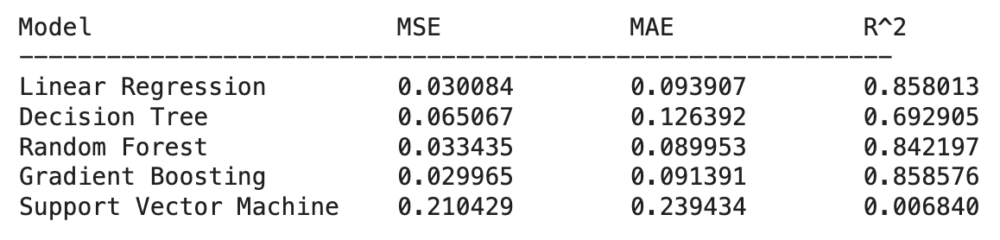 Model MSE MAE R^2
------------------------------------------------------------
Linear Regression 0.030084 0.093907 0.858013
Decision Tree 0.065067 0.126392 0.692905
Random Forest 0.033435 0.089953 0.842197
Gradient Boosting 0.029965 0.091391 0.858576
Support Vector Machine 0.210429 0.239434 0.006840